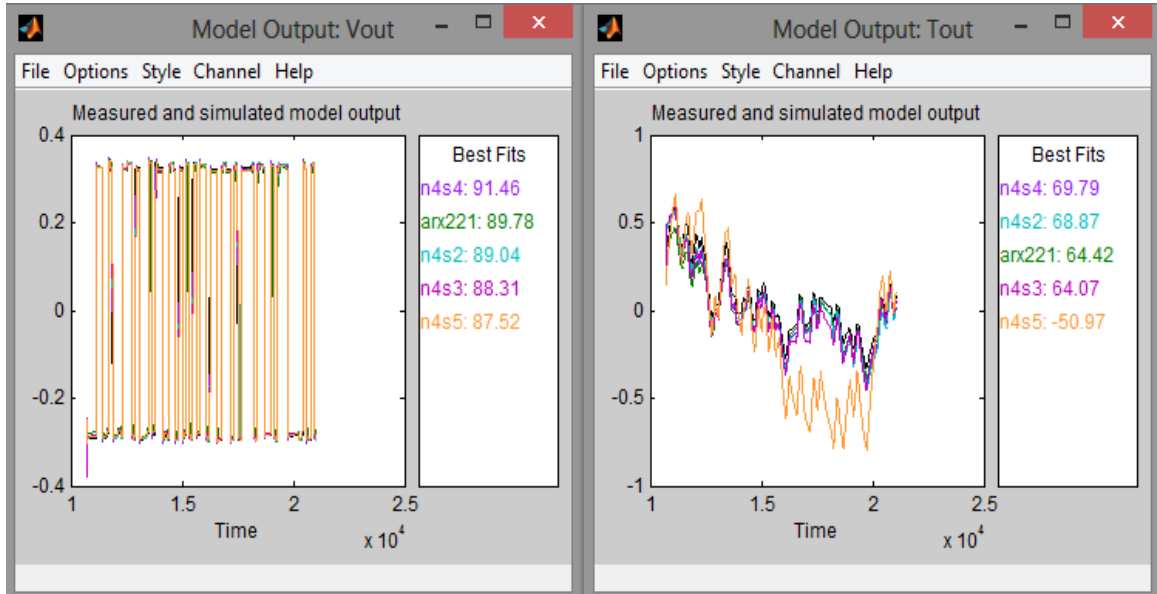 Model Output: Vout
File Options Style Channel Help
Measured and simulated model output
0.4
0.2
0
-0.2
-0.4
1 1.5 2 2.5
Time
x 10^4
Best Fits
n4s4: 91.46
arx221: 89.78
n4s2: 89.04
n4s3: 88.31
n4s5: 87.52
Model Output: Tout
File Options Style Channel Help
Measured and simulated model output
1
0.5
0
-0.5
-1
1 1.5 2 2.5
Time
x 10^4
Best Fits
n4s4: 69.79
n4s2: 68.87
arx221: 64.42
n4s3: 64.07
n4s5: -50.97